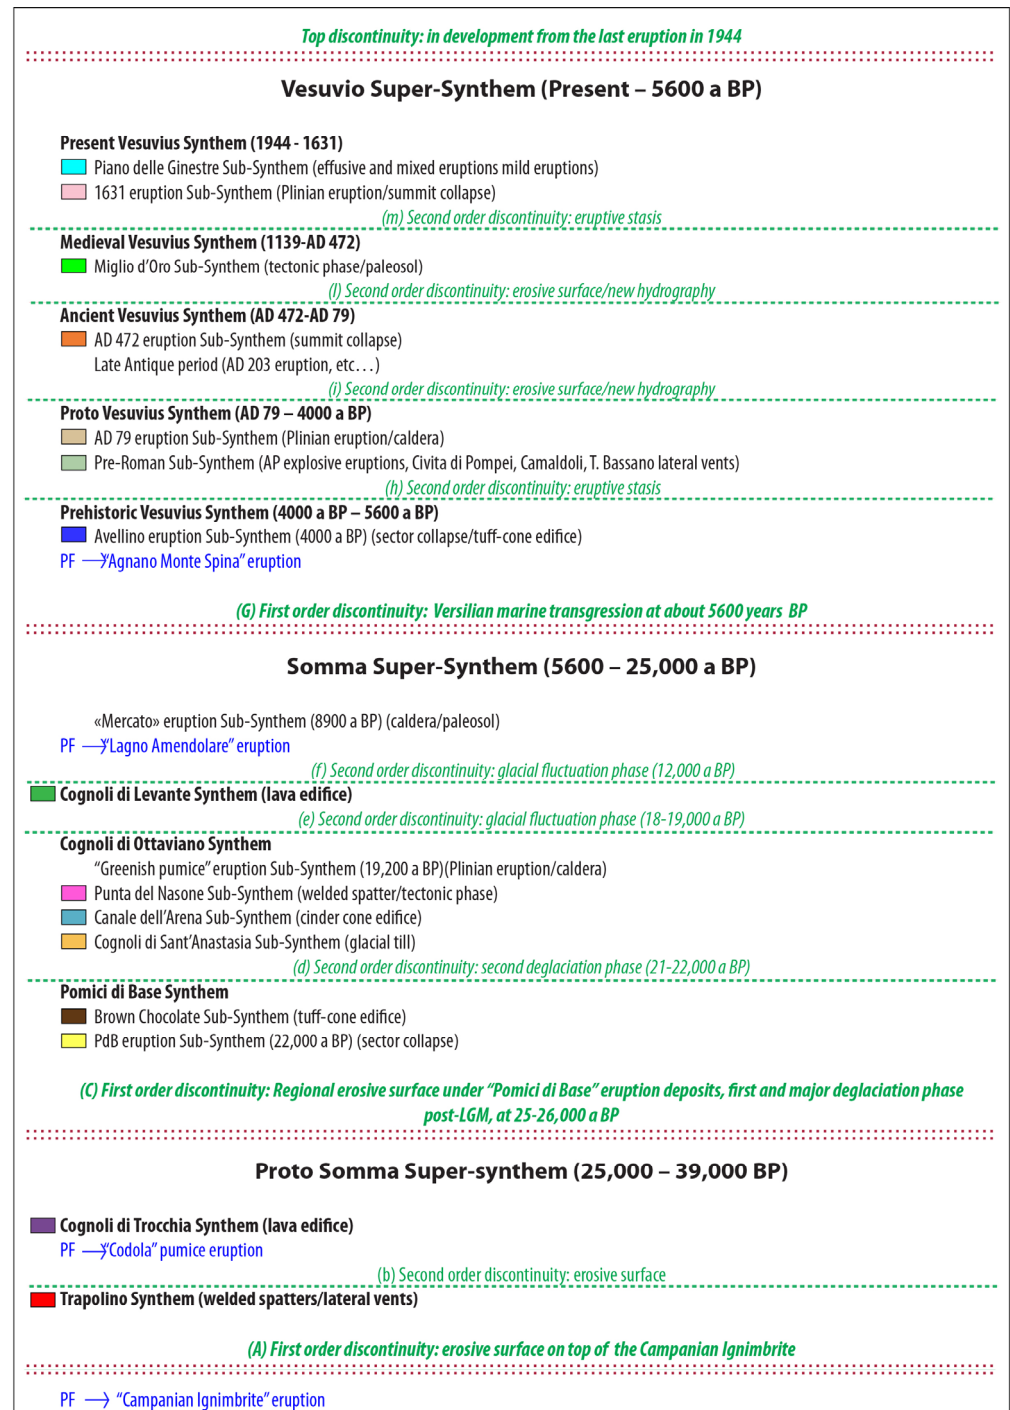 Top discontinuity: in development from the last eruption in 1944
Vesuvio Super-Synthem (Present – 5600 a BP)
Present Vesuvius Synthem (1944 - 1631)
Piano delle Ginestre Sub-Synthem (effusive and mixed eruptions mild eruptions)
1631 eruption Sub-Synthem (Plinian eruption/summit collapse)
(m) Second order discontinuity: eruptive stasis
Medieval Vesuvius Synthem (1139-AD 472)
Miglio d’Oro Sub-Synthem (tectonic phase/paleosol)
(l) Second order discontinuity: erosive surface/new hydrography
Ancient Vesuvius Synthem (AD 472-AD 79)
AD 472 eruption Sub-Synthem (summit collapse)
Late Antique period (AD 203 eruption, etc…)
(i) Second order discontinuity: erosive surface/new hydrography
Proto Vesuvius Synthem (AD 79 – 4000 a BP)
AD 79 eruption Sub-Synthem (Plinian eruption/caldera)
Pre-Roman Sub-Synthem (AP explosive eruptions, Civita di Pompei, Camaldoli, T. Bassano lateral vents)
(h) Second order discontinuity: eruptive stasis
Prehistoric Vesuvius Synthem (4000 a BP – 5600 a BP)
Avellino eruption Sub-Synthem (4000 a BP) (sector collapse/tuff-cone edifice)
PF → “Agnano Monte Spina” eruption
(G) First order discontinuity: Versilian marine transgression at about 5600 years BP
Somma Super-Synthem (5600 – 25,000 a BP)
«Mercato» eruption Sub-Synthem (8900 a BP) (caldera/paleosol)
PF → “Lagno Amendolare” eruption
(f) Second order discontinuity: glacial fluctuation phase (12,000 a BP)
Cognoli di Levante Synthem (lava edifice)
(e) Second order discontinuity: glacial fluctuation phase (18-19,000 a BP)
Cognoli di Ottaviano Synthem
“Greenish pumice” eruption Sub-Synthem (19,200 a BP)(Plinian eruption/caldera)
Punta del Nasone Sub-Synthem (welded spatter/tectonic phase)
Canale dell’Arena Sub-Synthem (cinder cone edifice)
Cognoli di Sant’Anastasia Sub-Synthem (glacial till)
(d) Second order discontinuity: second deglaciation phase (21-22,000 a BP)
Pomici di Base Synthem
Brown Chocolate Sub-Synthem (tuff-cone edifice)
PdB eruption Sub-Synthem (22,000 a BP) (sector collapse)
(C) First order discontinuity: Regional erosive surface under “Pomici di Base” eruption deposits, first and major deglaciation phase
post-LGM, at 25-26,000 a BP
Proto Somma Super-synthem (25,000 – 39,000 BP)
Cognoli di Trocchia Synthem (lava edifice)
PF → “Codola” pumice eruption
(b) Second order discontinuity: erosive surface
Trapolino Synthem (welded spatters/lateral vents)
(A) First order discontinuity: erosive surface on top of the Campanian Ignimbrite
PF → “Campanian Ignimbrite” eruption